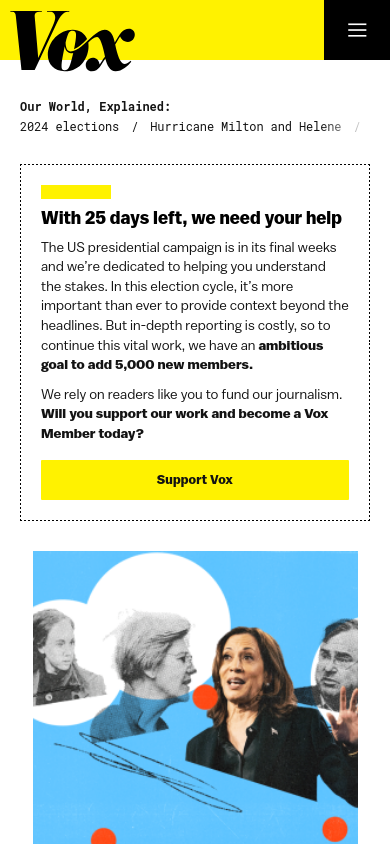 Vox
Our World, Explained:
2024 elections / Hurricane Milton and Helene /
With 25 days left, we need your help
The US presidential campaign is in its final weeks
and we’re dedicated to helping you understand
the stakes. In this election cycle, it’s more
important than ever to provide context beyond the
headlines. But in-depth reporting is costly, so to
continue this vital work, we have an ambitious
goal to add 5,000 new members.
We rely on readers like you to fund our journalism.
Will you support our work and become a Vox
Member today?
Support Vox